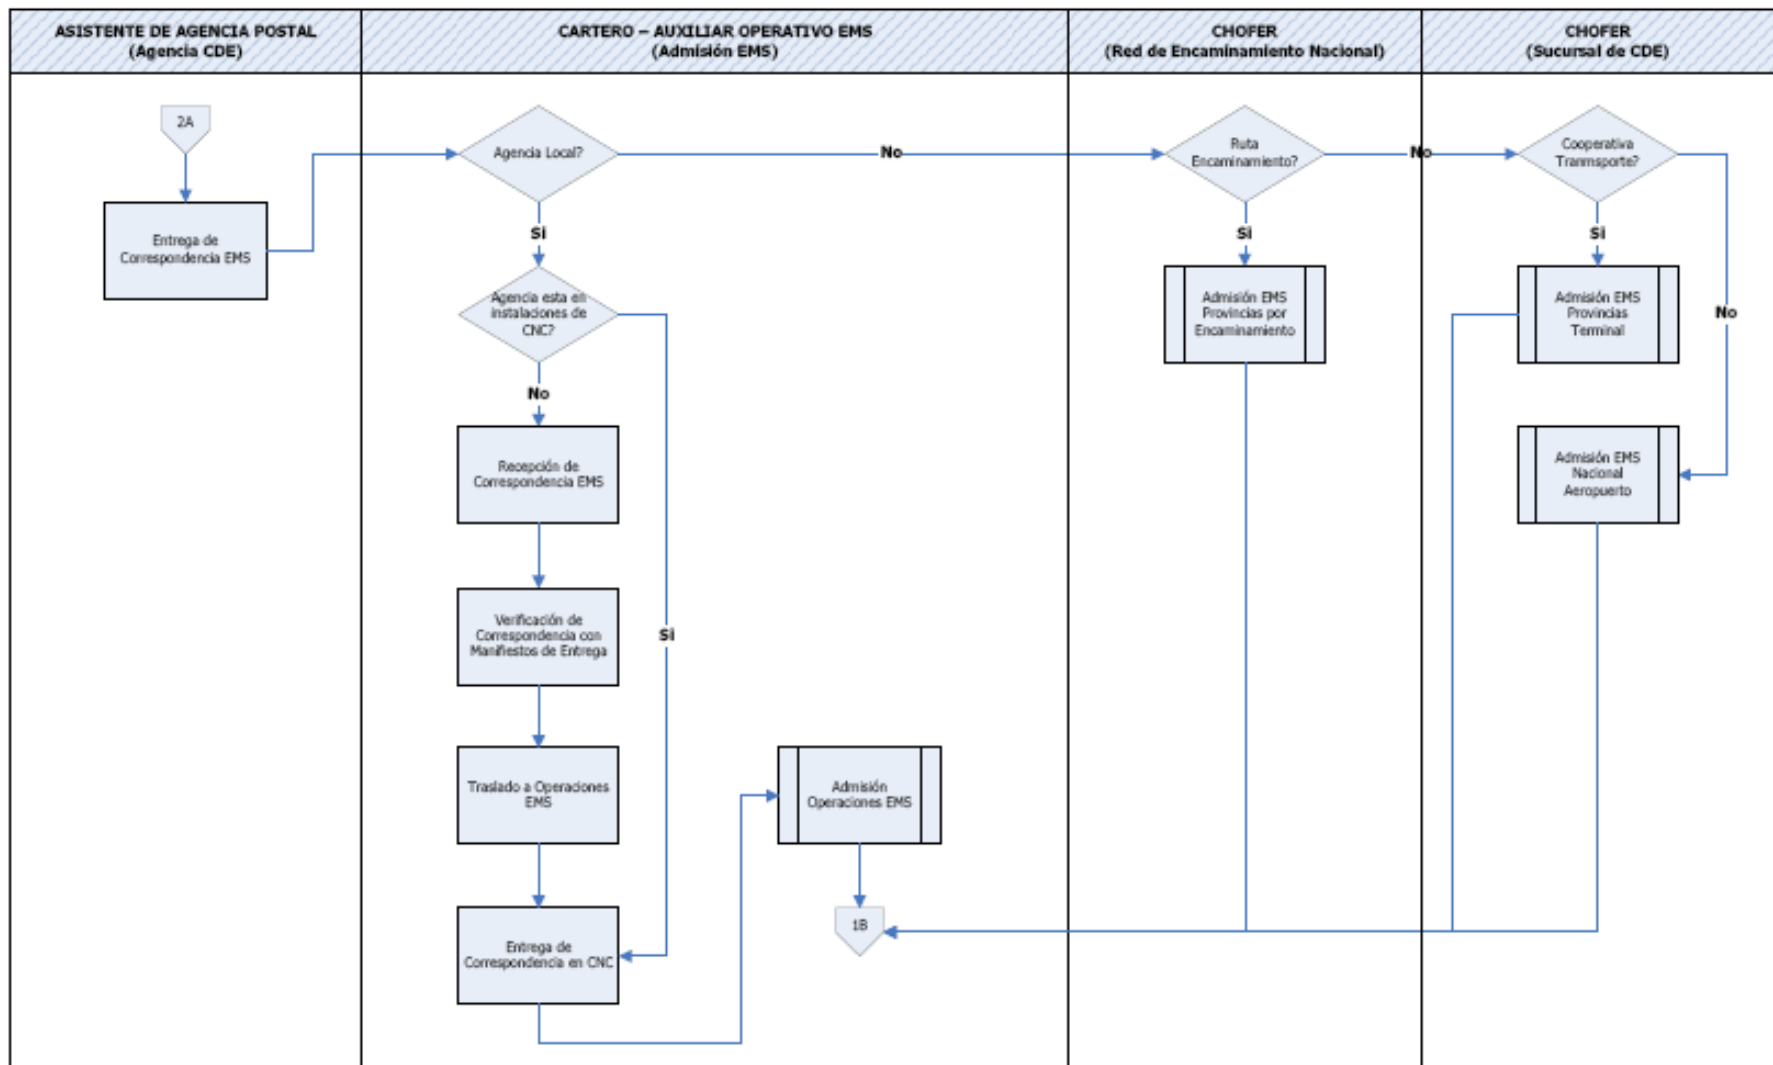 ASISTENTE DE AGENCIA POSTAL
(Agencia CDE)
CARTERO – AUXILIAR OPERATIVO EMS
(Admisión EMS)
CHOFER
(Red de Encaminamiento Nacional)
CHOFER
(Sucursal de CDE)
2A
Entrega de
Correspondencia EMS
Agencia Local?
No
Ruta
Encaminamiento?
No
Cooperativa
Tranmsporte?
Si
Si
Si
No
Agencia esta en
instalaciones de
CNC?
Admisión EMS
Provincias por
Encaminamiento
Admisión EMS
Provincias
Terminal
No
Recepción de
Correspondencia EMS
Admisión EMS
Nacional
Aeropuerto
Verificación de
Correspondencia con
Manifiestos de Entrega
Si
Traslado a Operaciones
EMS
Admisión
Operaciones EMS
1B
Entrega de
Correspondencia en CNC